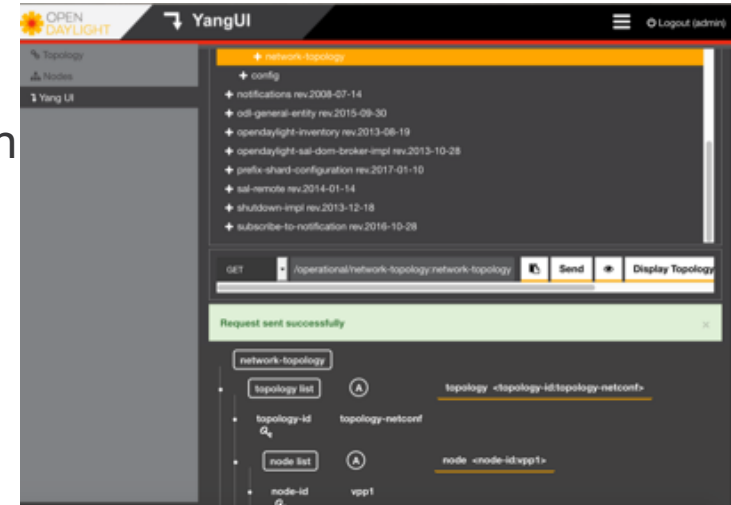 OPEN
DAYLIGHT
YangUI
Logout (admin)
Topology
Nodes
Yang UI
n
+ network-topology
+ config
+ notifications rev.2008-07-14
+ odl-general-entity rev.2015-09-30
+ opendaylight-inventory rev.2013-08-19
+ opendaylight-sal-dom-broker-impl rev.2013-10-28
+ prefix-shard-configuration rev.2017-01-10
+ sal-remote rev.2014-01-14
+ shutdown-impl rev.2013-12-18
+ subscribe-to-notification rev.2016-10-28
GET /operational/network-topology:network-topology Send Display Topology
Request sent successfully ×
network-topology
topology list A topology <topology-id:topology-netconf>
topology-id topology-netconf
node list A node <node-id:vpp1>
node-id vpp1